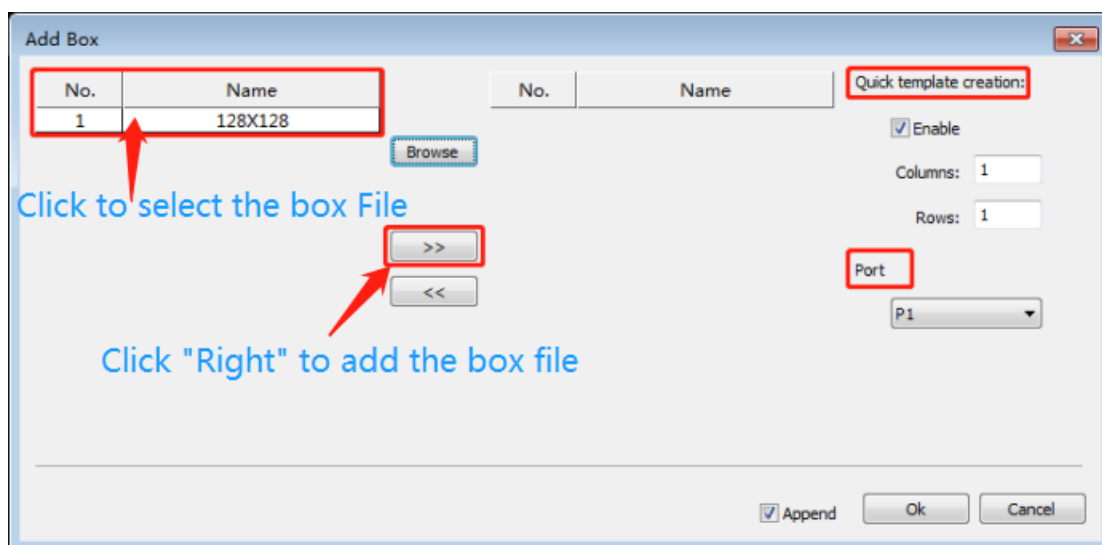 Add Box
No. Name
1 128X128
Browse
Click to select the box File
>>
<<
Click "Right" to add the box file
No. Name
Quick template creation:
Enable
Columns: 1
Rows: 1
Port
P1
Append
Ok
Cancel